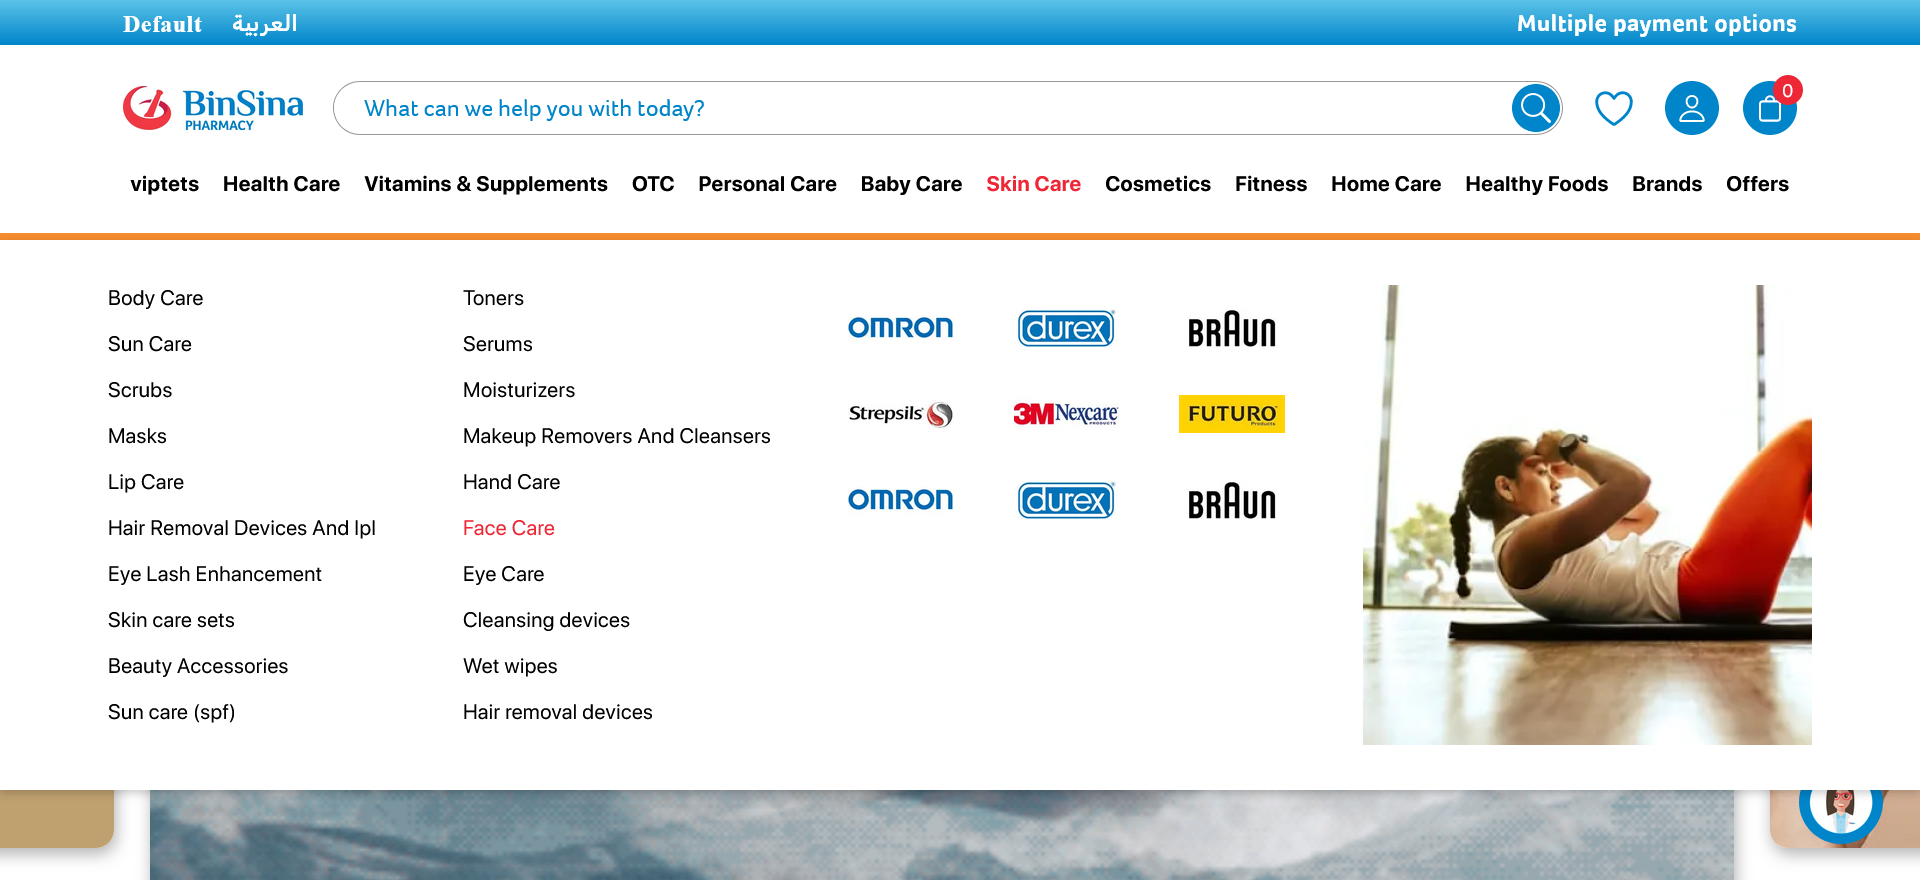 Default العربية Multiple payment options
BinSina
PHARMACY
What can we help you with today?
0
viptets Health Care Vitamins & Supplements OTC Personal Care Baby Care Skin Care Cosmetics Fitness Home Care Healthy Foods Brands Offers
Body Care
Sun Care
Scrubs
Masks
Lip Care
Hair Removal Devices And Ipl
Eye Lash Enhancement
Skin care sets
Beauty Accessories
Sun care (spf)
Toners
Serums
Moisturizers
Makeup Removers And Cleansers
Hand Care
Face Care
Eye Care
Cleansing devices
Wet wipes
Hair removal devices
OMRON durex BRAUN
Strepsils 3M Nexcare PRODUCTS FUTURO Products
OMRON durex BRAUN